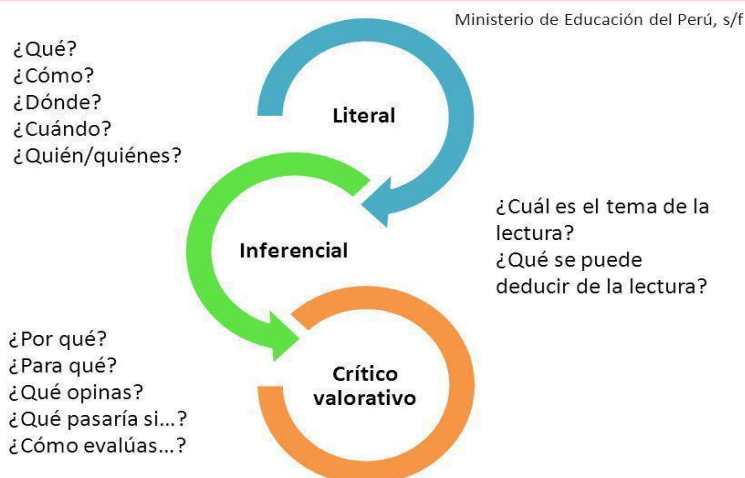 Ministerio de Educación del Perú, s/f
¿Qué?
¿Cómo?
¿Dónde?
¿Cuándo?
¿Quién/quiénes?
Literal
¿Cuál es el tema de la
lectura?
¿Qué se puede
deducir de la lectura?
Inferencial
¿Por qué?
¿Para qué?
¿Qué opinas?
¿Qué pasaría si...?
¿Cómo evalúas...?
Crítico
valorativo